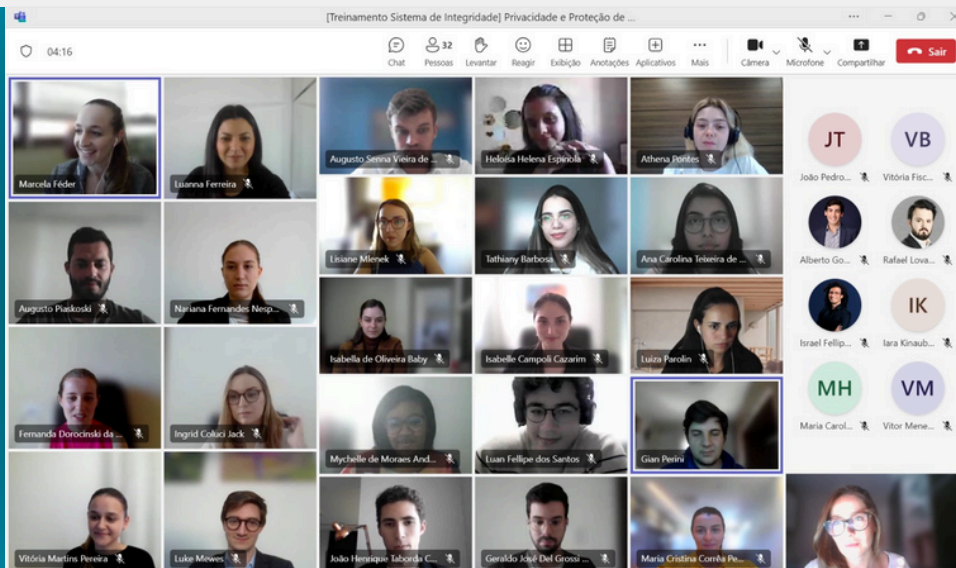 [Treinamento Sistema de Integridade] Privacidade e Proteção de ...
04:16
32
Chat
Pessoas
Levantar
Reagir
Exibição
Anotações
Aplicativos
Mais
Câmera
Microfone
Compartilhar
Sair
Marcela Féder
Luanna Ferreira
Augusto Senna Vieira de ...
Heloisa Helena Espínola
Athena Pontes
JT
VB
João Pedro...
Vitória Fisc...
Augusto Piaskoski
Nariana Fernandes Nesp...
Lisiane Mlenek
Tathiany Barbosa
Ana Carolina Teixeira de ...
Alberto Go...
Rafael Lova...
Isabella de Oliveira Baby
Isabelle Campoli Cazarim
Luiza Parolin
IK
Israel Fellip...
Iara Kinaub...
Fernanda Dorocinski da ...
Ingrid Coluci Jack
Mychelle de Moraes And...
Luan Fellipe dos Santos
Gian Perini
MH
VM
Maria Carol...
Vitor Mene...
Vitória Martins Pereira
Luke Mewes
João Henrique Taborda C...
Geraldo José Del Grossi ...
Maria Cristina Corrêa Pe...